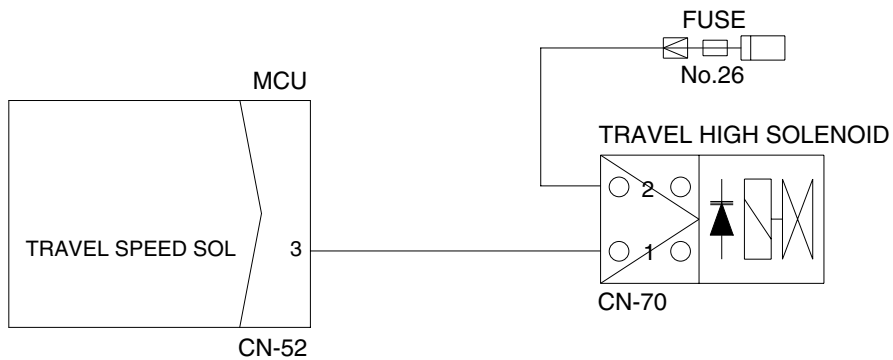 FUSE
No.26
MCU
TRAVEL HIGH SOLENOID
2
TRAVEL SPEED SOL 3
1
CN-70
CN-52